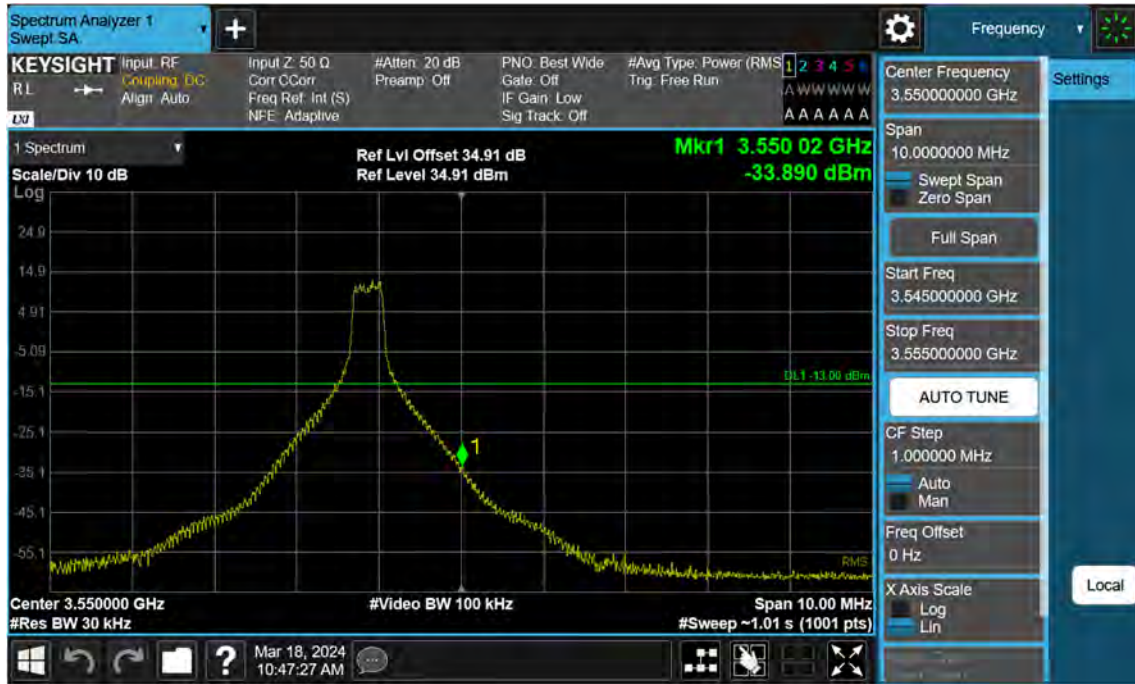 Spectrum Analyzer 1
Swept SA
Frequency
KEYSIGHT
RL
LXI
Input: RF
Coupling: DC
Align: Auto
Input Z: 50 Ω
Corr CCorr
Freq Ref: Int (S)
NFE: Adaptive
#Atten: 20 dB
Preamp: Off
PNO: Best Wide
Gate: Off
IF Gain: Low
Sig Track: Off
#Avg Type: Power (RMS
Trig: Free Run
1 2 3 4 5 6
A W W W W W
A A A A A A
1 Spectrum
Scale/Div 10 dB
Ref Lvl Offset 34.91 dB
Ref Level 34.91 dBm
Mkr1 3.550 02 GHz
-33.890 dBm
Log
24.9
14.9
4.91
-5.09
-15.1
-25.1
-35.1
-45.1
-55.1
DL1 -13.00 dBm
1
RMS
Center 3.550000 GHz
#Res BW 30 kHz
#Video BW 100 kHz
Span 10.00 MHz
#Sweep ~1.01 s (1001 pts)
Center Frequency
3.550000000 GHz
Settings
Span
10.0000000 MHz
Swept Span
Zero Span
Full Span
Start Freq
3.545000000 GHz
Stop Freq
3.555000000 GHz
AUTO TUNE
CF Step
1.000000 MHz
Auto
Man
Freq Offset
0 Hz
X Axis Scale
Log
Lin
Local
?
Mar 18, 2024
10:47:27 AM